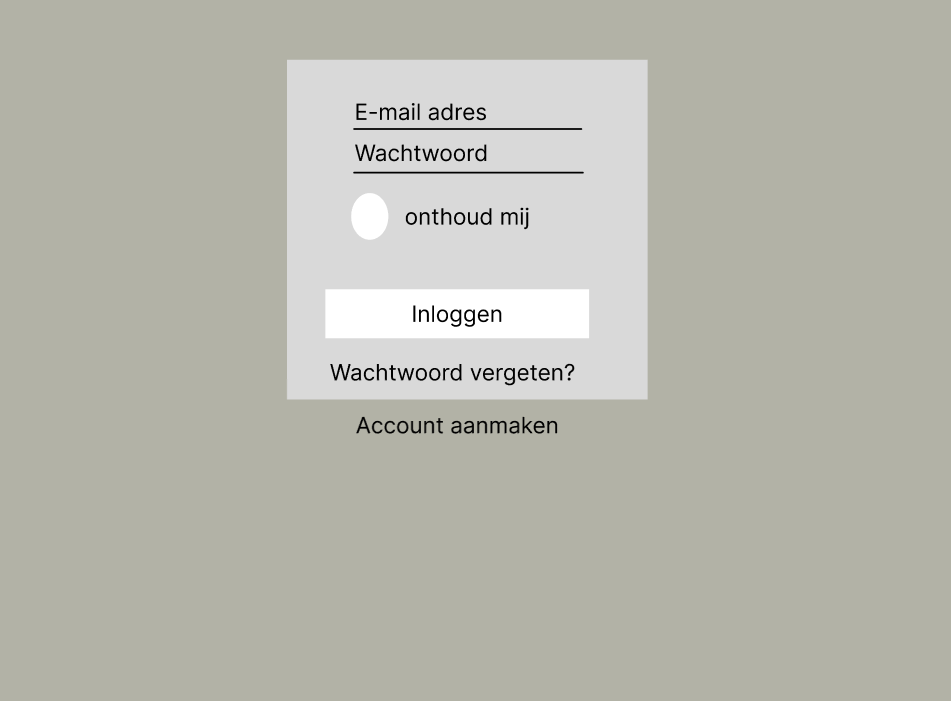 E-mail adres
Wachtwoord
onthoud mij
Inloggen
Wachtwoord vergeten?
Account aanmaken